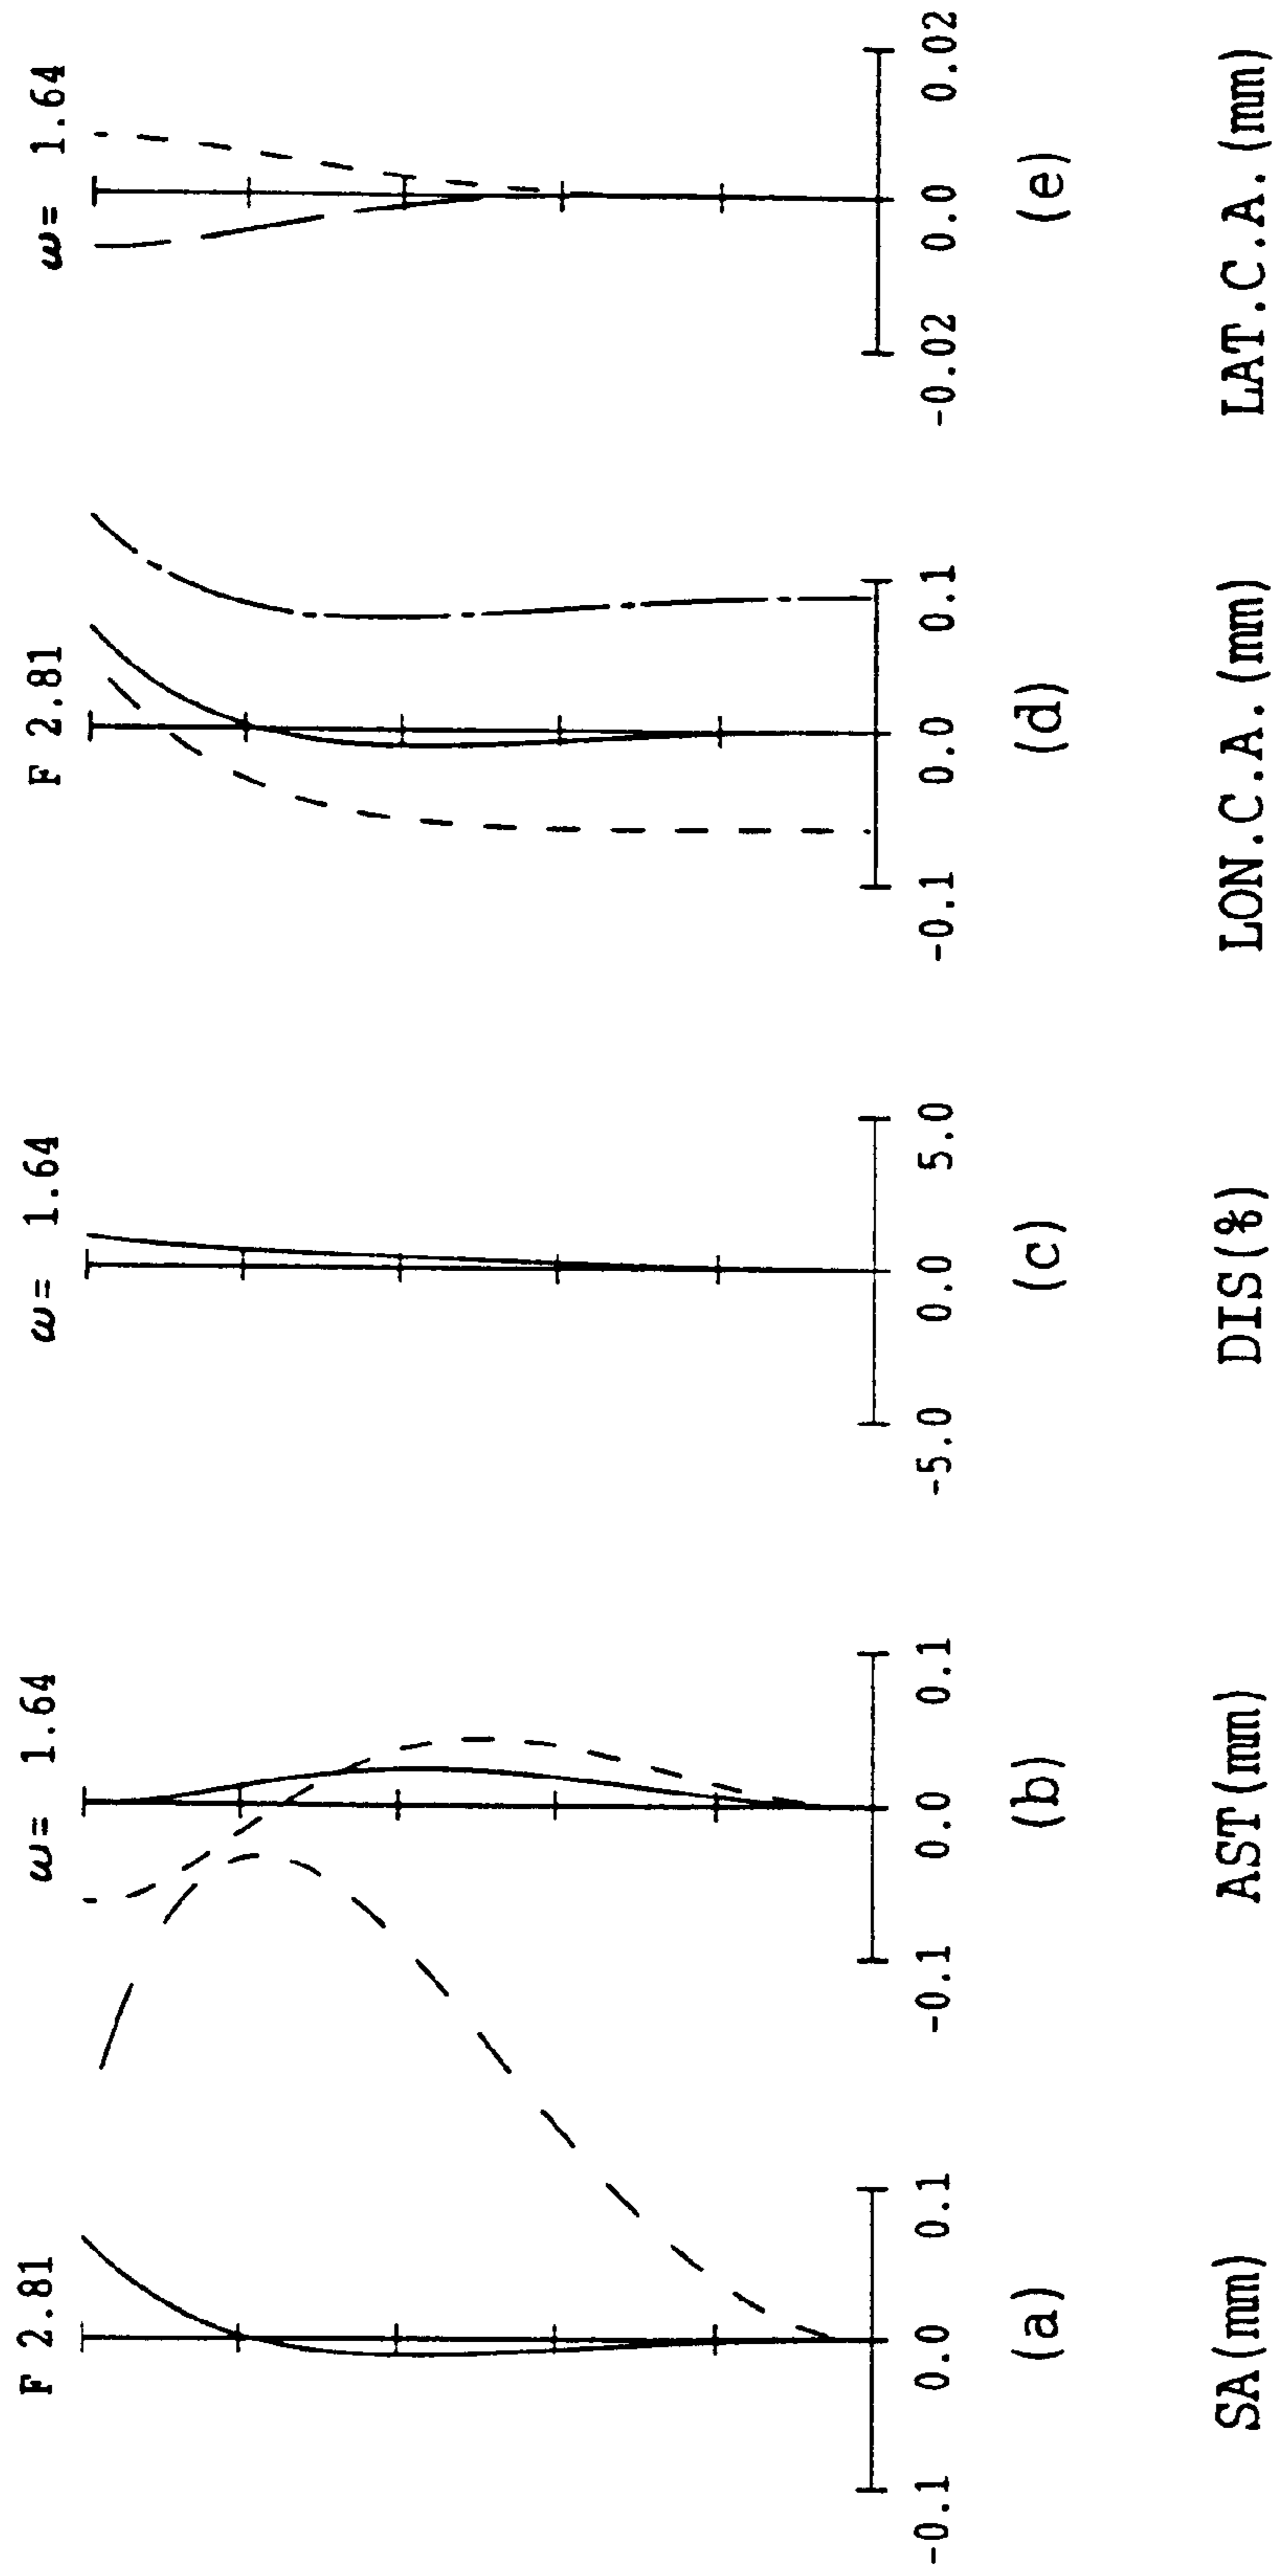 F 2.81
-0.1 0.0 0.1
(a)
SA(mm)
ω= 1.64
-0.1 0.0 0.1
(b)
AST(mm)
ω= 1.64
-5.0 0.0 5.0
(c)
DIS(%)
F 2.81
-0.1 0.0 0.1
(d)
LON.C.A.(mm)
ω= 1.64
-0.02 0.0 0.02
(e)
LAT.C.A.(mm)